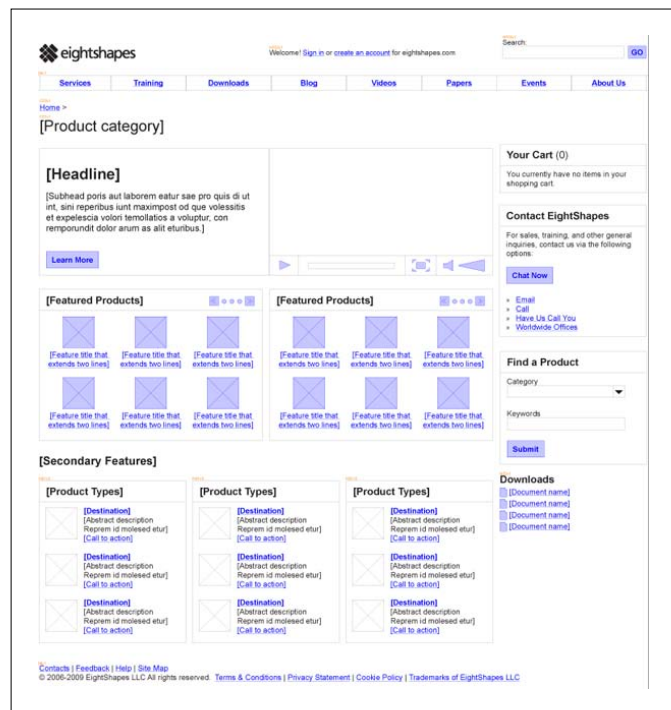 eightshapes
Welcome! Sign in or create an account for eightshapes.com
Search:
GO
Services Training Downloads Blog Videos Papers Events About Us
Home >
[Product category]
[Headline]
[Subhead poris aut laborem eatur sae pro quis di ut
int, sini reperibus iunt maximpost od que volessitis
et expelescia volori temollatios a voluptur, con
remporundit dolor arum as alit eturibus.]
Learn More
[Featured Products]
[Feature title that
extends two lines]
[Feature title that
extends two lines]
[Feature title that
extends two lines]
[Feature title that
extends two lines]
[Feature title that
extends two lines]
[Feature title that
extends two lines]
[Featured Products]
[Feature title that
extends two lines]
[Feature title that
extends two lines]
[Feature title that
extends two lines]
[Feature title that
extends two lines]
[Feature title that
extends two lines]
[Feature title that
extends two lines]
[Secondary Features]
[Product Types]
[Destination]
[Abstract description
Reprem id molesed etur]
[Call to action]
[Destination]
[Abstract description
Reprem id molesed etur]
[Call to action]
[Destination]
[Abstract description
Reprem id molesed etur]
[Call to action]
[Product Types]
[Destination]
[Abstract description
Reprem id molesed etur]
[Call to action]
[Destination]
[Abstract description
Reprem id molesed etur]
[Call to action]
[Destination]
[Abstract description
Reprem id molesed etur]
[Call to action]
[Product Types]
[Destination]
[Abstract description
Reprem id molesed etur]
[Call to action]
[Destination]
[Abstract description
Reprem id molesed etur]
[Call to action]
[Destination]
[Abstract description
Reprem id molesed etur]
[Call to action]
Your Cart (0)
You currently have no items in your
shopping cart.
Contact EightShapes
For sales, training, and other general
inquiries, contact us via the following
options:
Chat Now
» Email
» Call
» Have Us Call You
» Worldwide Offices
Find a Product
Category
Keywords
Submit
Downloads
[Document name]
[Document name]
[Document name]
[Document name]
Contacts | Feedback | Help | Site Map
© 2006-2009 EightShapes LLC All rights reserved. Terms & Conditions | Privacy Statement | Cookie Policy | Trademarks of EightShapes LLC